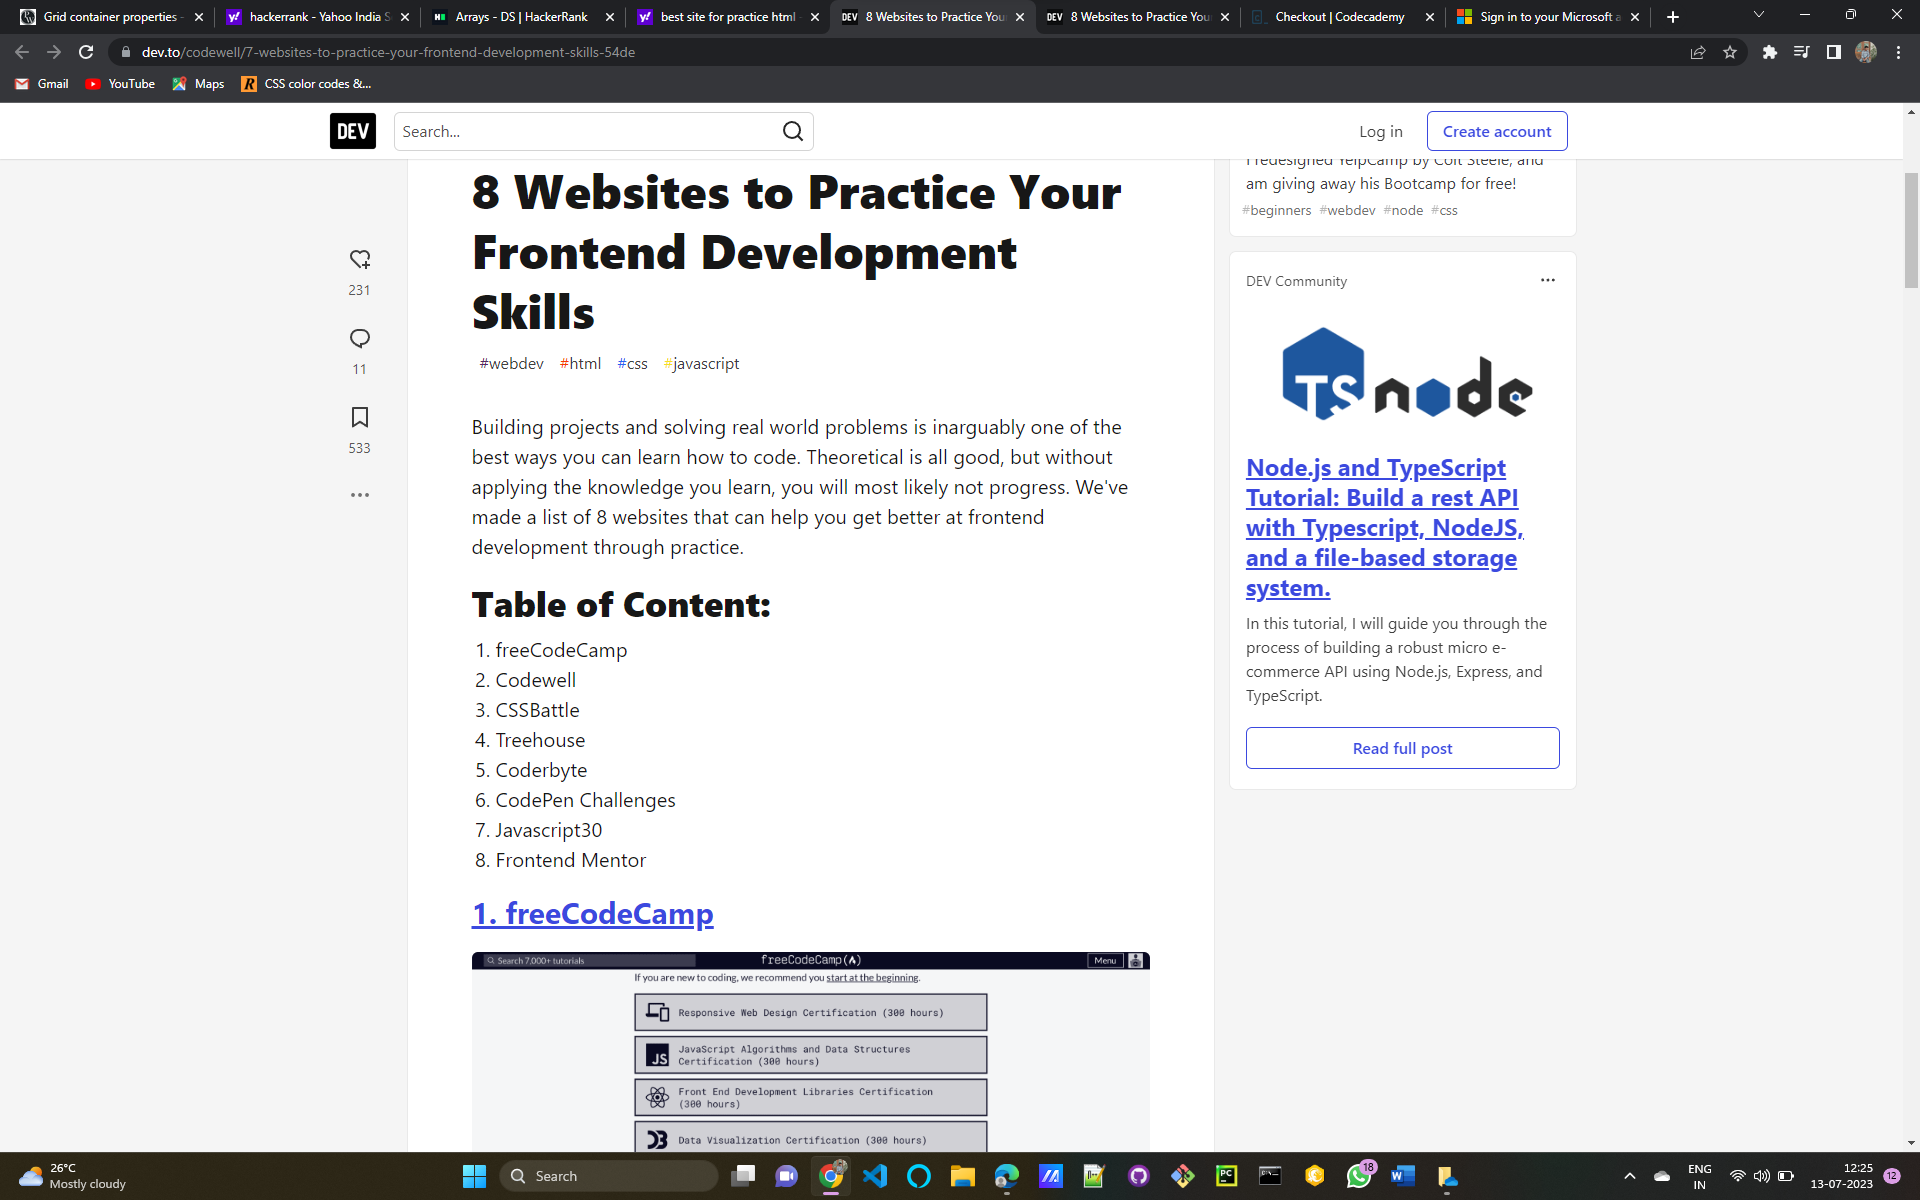 Grid container properties -
hackerrank - Yahoo India S
Arrays - DS | HackerRank
best site for practice html -
8 Websites to Practice You
8 Websites to Practice You
Checkout | Codecademy
Sign in to your Microsoft a
dev.to/codewell/7-websites-to-practice-your-frontend-development-skills-54de
Gmail
YouTube
Maps
CSS color codes &...
DEV
Search...
Log in
Create account
8 Websites to Practice Your
Frontend Development
Skills
#webdev #html #css #javascript
231
11
533
Building projects and solving real world problems is inarguably one of the
best ways you can learn how to code. Theoretical is all good, but without
applying the knowledge you learn, you will most likely not progress. We've
made a list of 8 websites that can help you get better at frontend
development through practice.
Table of Content:
1. freeCodeCamp
2. Codewell
3. CSSBattle
4. Treehouse
5. Coderbyte
6. CodePen Challenges
7. Javascript30
8. Frontend Mentor
1. freeCodeCamp
Search 7,000+ tutorials
freeCodeCamp
Menu
If you are new to coding, we recommend you start at the beginning.
Responsive Web Design Certification (300 hours)
JS
JavaScript Algorithms and Data Structures
Certification (300 hours)
Front End Development Libraries Certification
(300 hours)
Data Visualization Certification (300 hours)
I redesigned YelpCamp by Colt Steele, and
am giving away his Bootcamp for free!
#beginners #webdev #node #css
DEV Community
TS node
Node.js and TypeScript
Tutorial: Build a rest API
with Typescript, NodeJS,
and a file-based storage
system.
In this tutorial, I will guide you through the
process of building a robust micro e-
commerce API using Node.js, Express, and
TypeScript.
Read full post
26°C
Mostly cloudy
Search
18
ENG
IN
12:25
13-07-2023
12